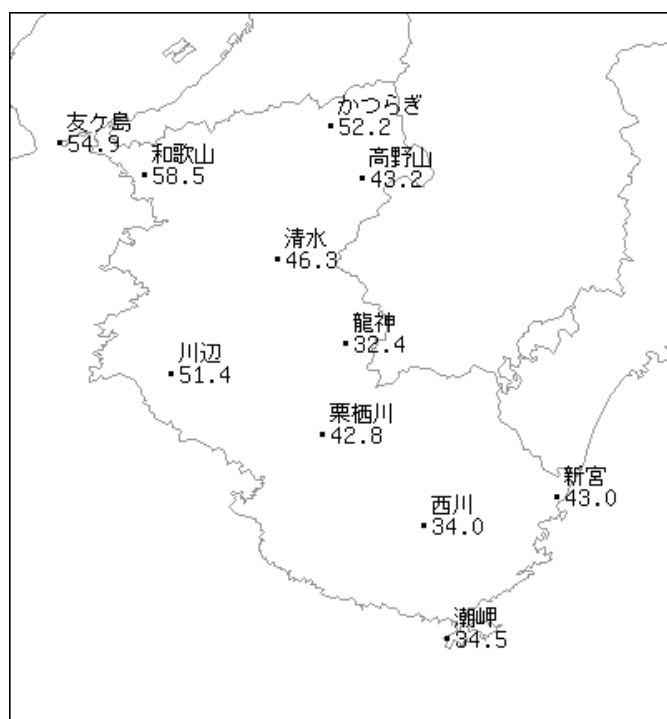 かつらぎ
52.2
友ケ島
54.9
和歌山
58.5
高野山
43.2
清水
46.3
龍神
32.4
川辺
51.4
栗栖川
42.8
新宮
43.0
西川
34.0
潮岬
34.5